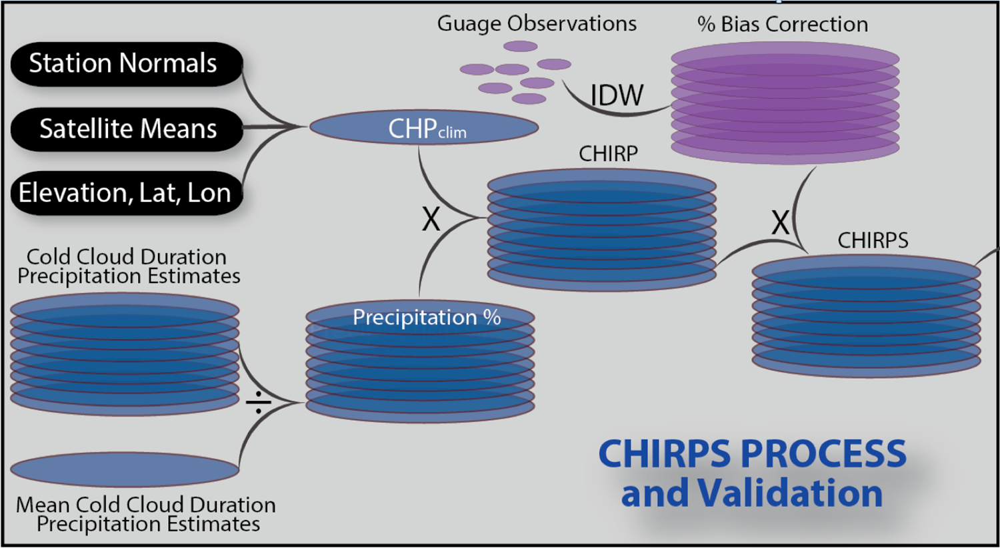 Guage Observations
% Bias Correction
Station Normals
IDW
Satellite Means
CHPclim
CHIRP
Elevation, Lat, Lon
X
X
CHIRPS
Cold Cloud Duration
Precipitation Estimates
Precipitation %
÷
CHIRPS PROCESS
and Validation
Mean Cold Cloud Duration
Precipitation Estimates